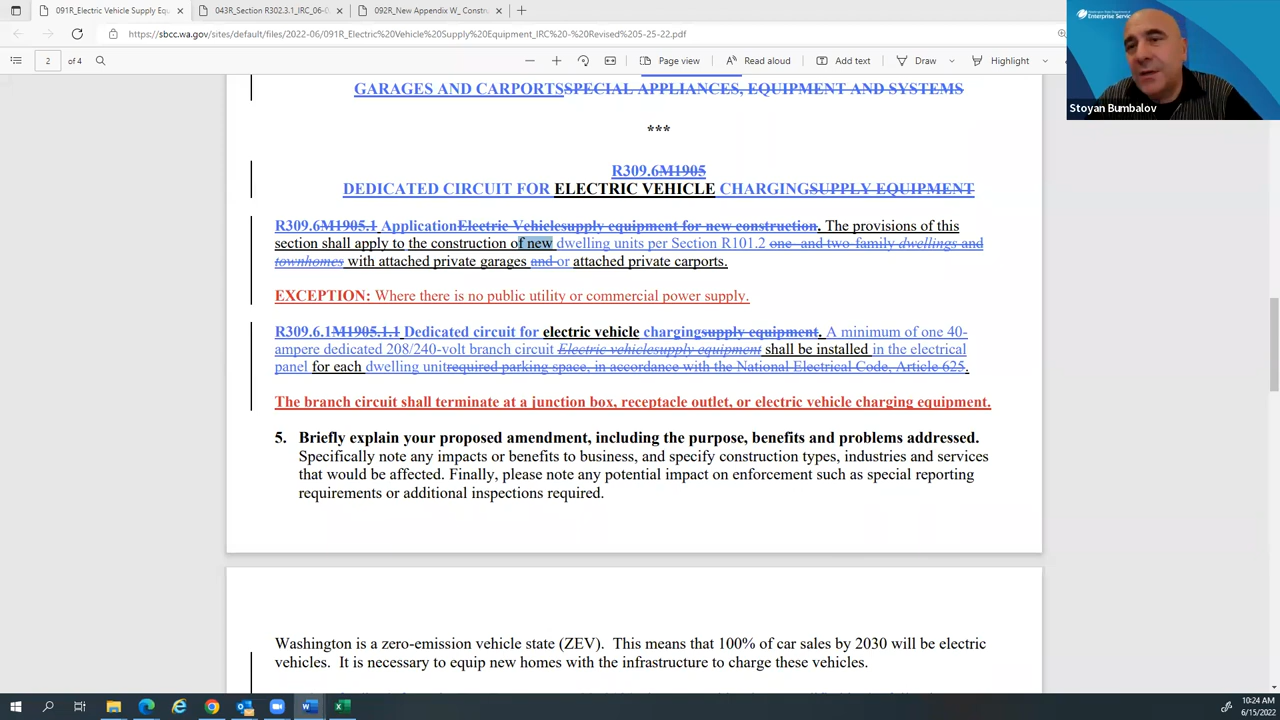 091R_Electric Vehicle Supply Equ
043R_Section R302.3.1_IRC_06-0
092R_New Appendix W_ Construc
https://sbcc.wa.gov/sites/default/files/2022-06/091R_Electric%20Vehicle%20Supply%20Equipment_IRC%20-%20Revised%205-25-22.pdf
2 of 4
Page view
Read aloud
Add text
Draw
Highlight
Enterprise Servic
Stoyan Bumbalov
GARAGES AND CARPORTSSPECIAL APPLIANCES, EQUIPMENT AND SYSTEMS
***
R309.6M1905
DEDICATED CIRCUIT FOR ELECTRIC VEHICLE CHARGINGSUPPLY EQUIPMENT
R309.6M1905.1 ApplicationElectric Vehiclesupply equipment for new construction. The provisions of this
section shall apply to the construction of new dwelling units per Section R101.2 one- and two-family dwellings and
townhomes with attached private garages and or attached private carports.
EXCEPTION: Where there is no public utility or commercial power supply.
R309.6.1M1905.1.1 Dedicated circuit for electric vehicle chargingsupply equipment. A minimum of one 40-
ampere dedicated 208/240-volt branch circuit Electric vehiclesupply equipment shall be installed in the electrical
panel for each dwelling unitrequired parking space, in accordance with the National Electrical Code, Article 625.
The branch circuit shall terminate at a junction box, receptacle outlet, or electric vehicle charging equipment.
5. Briefly explain your proposed amendment, including the purpose, benefits and problems addressed.
Specifically note any impacts or benefits to business, and specify construction types, industries and services
that would be affected. Finally, please note any potential impact on enforcement such as special reporting
requirements or additional inspections required.
Washington is a zero-emission vehicle state (ZEV). This means that 100% of car sales by 2030 will be electric
vehicles. It is necessary to equip new homes with the infrastructure to charge these vehicles.
10:24 AM
6/15/2022